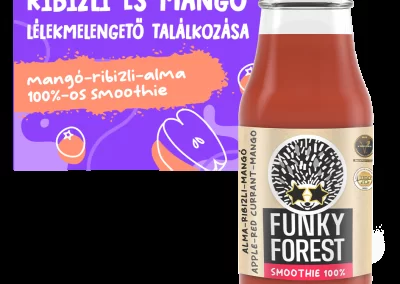 RIBIZLI ÉS MANGÓ
LÉLEKMELENGETŐ TALÁLKOZÁSA
mangó-ribizli-alma
100%-os smoothie
ALMA-RIBIZLI-MANGÓ
APPLE-RED CURRANT-MANGO
FUNKY
FOREST
SMOOTHIE 100%